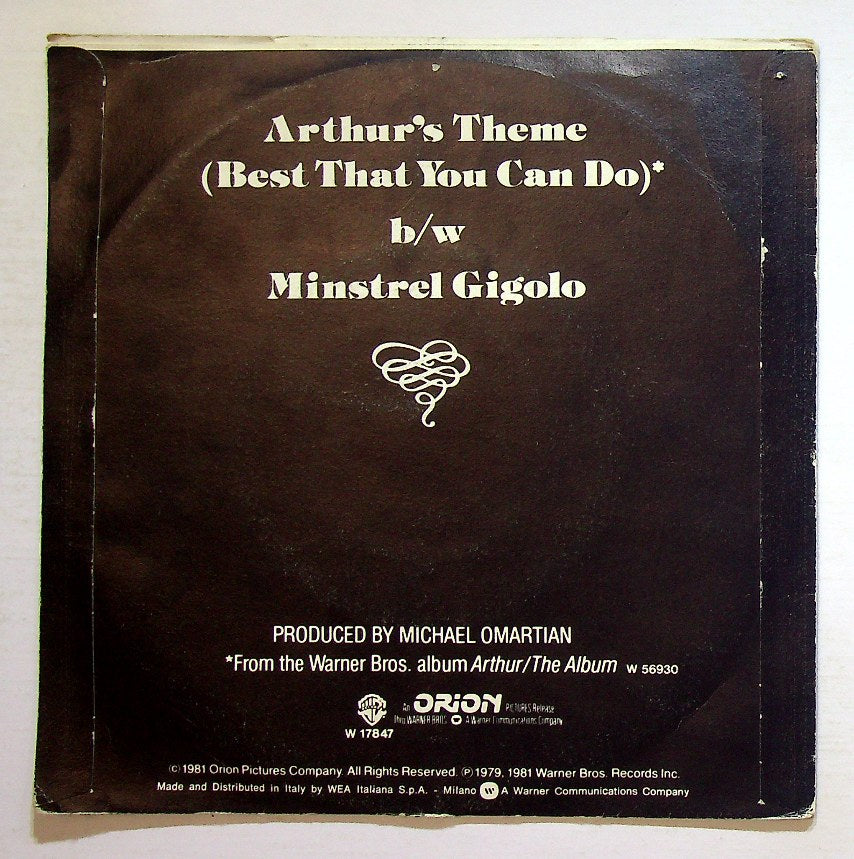 Arthur's Theme
(Best That You Can Do)*
b/w
Minstrel Gigolo
PRODUCED BY MICHAEL OMARTIAN
*From the Warner Bros. album Arthur/The Album W 56930
An ORION PICTURES Release
Thru WARNER BROS. A Warner Communications Company
W 17847
©1981 Orion Pictures Company. All Rights Reserved. ℗1979, 1981 Warner Bros. Records Inc.
Made and Distributed in Italy by WEA Italiana S.p.A. - Milano W A Warner Communications Company